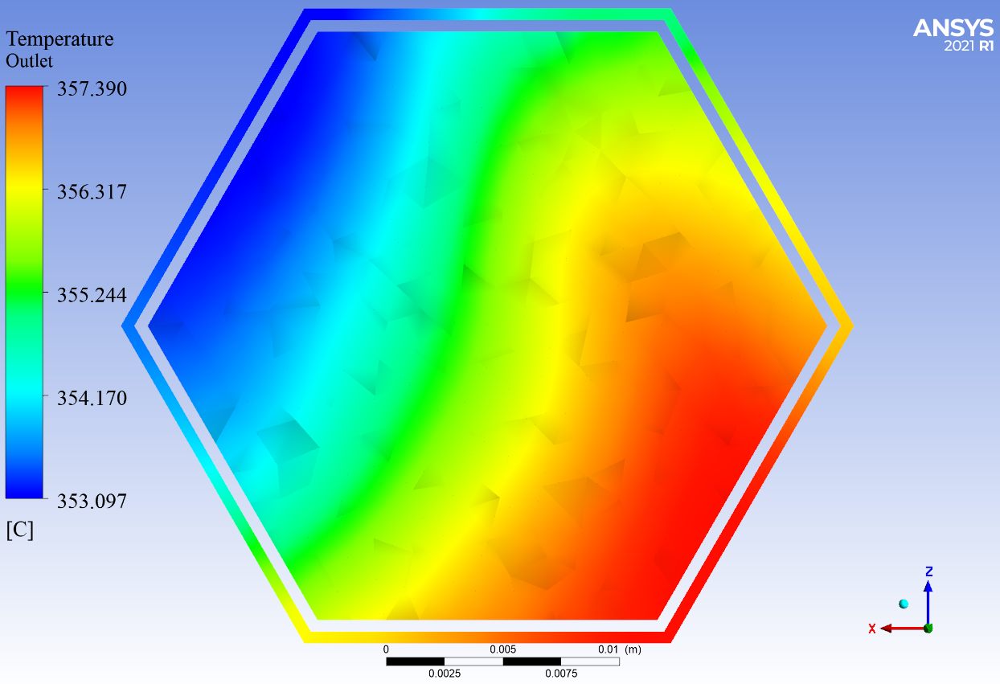 Temperature
Outlet
357.390
356.317
355.244
354.170
353.097
[C]
ANSYS
2021 R1
Z
X
0 0.005 0.01 (m)
0.0025 0.0075